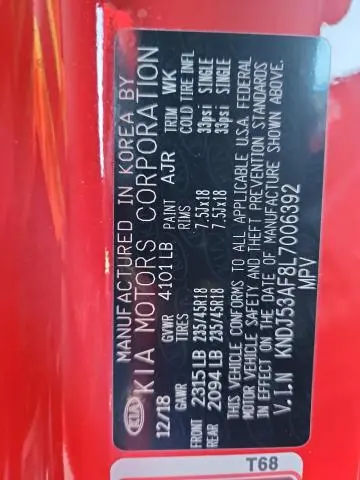 MANUFACTURED IN KOREA BY
KIA KIA MOTORS CORPORATION
12/18 GVWR 4101LB PAINT AJR TRIM WK
GAWR TIRES RIMS COLD TIRE INFL
FRONT 2315LB 235/45R18 7.5JX18 33psi SINGLE
REAR 2094LB 235/45R18 7.5JX18 33psi SINGLE
THIS VEHICLE CONFORMS TO ALL APPLICABLE U.S.A. FEDERAL
MOTOR VEHICLE SAFETY AND THEFT PREVENTION STANDARDS
IN EFFECT ON THE DATE OF MANUFACTURE SHOWN ABOVE.
V.I.N KNDJ53AF8L7006392
MPV
T68